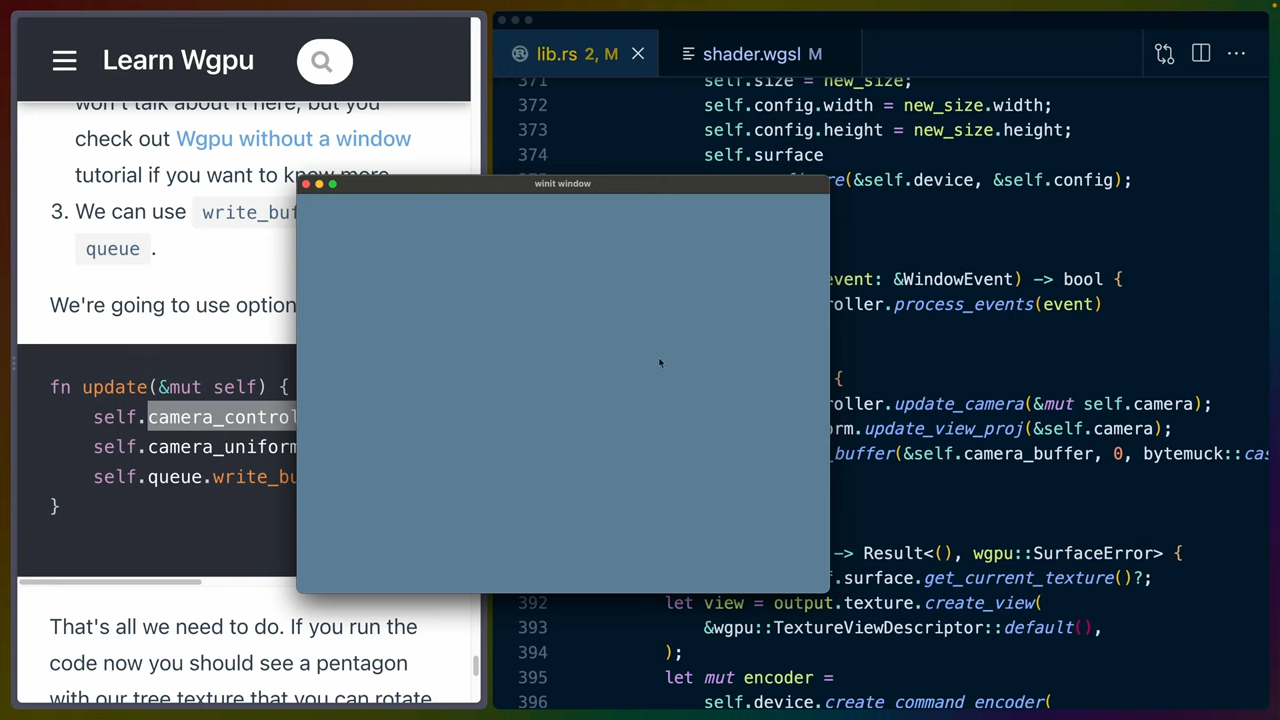 Learn Wgpu
won't talk about it here, but you
check out Wgpu without a window
tutorial if you want to know more.
3. We can use write_buf
queue .
We're going to use option
fn update(&mut self) {
self.camera_control
self.camera_uniform
self.queue.write_bu
}
That's all we need to do. If you run the
code now you should see a pentagon
with our tree texture that you can rotate
winit window
lib.rs 2, M
shader.wgsl M
371 self.size = new_size;
372 self.config.width = new_size.width;
373 self.config.height = new_size.height;
374 self.surface
re(&self.device, &self.config);
event: &WindowEvent) -> bool {
roller.process_events(event)
{
roller.update_camera(&mut self.camera);
orm.update_view_proj(&self.camera);
_buffer(&self.camera_buffer, 0, bytemuck::cas
-> Result<(), wgpu::SurfaceError> {
.surface.get_current_texture()?;
392 let view = output.texture.create_view(
393 &wgpu::TextureViewDescriptor::default(),
394 );
395 let mut encoder =
396 self.device.create_command_encoder(